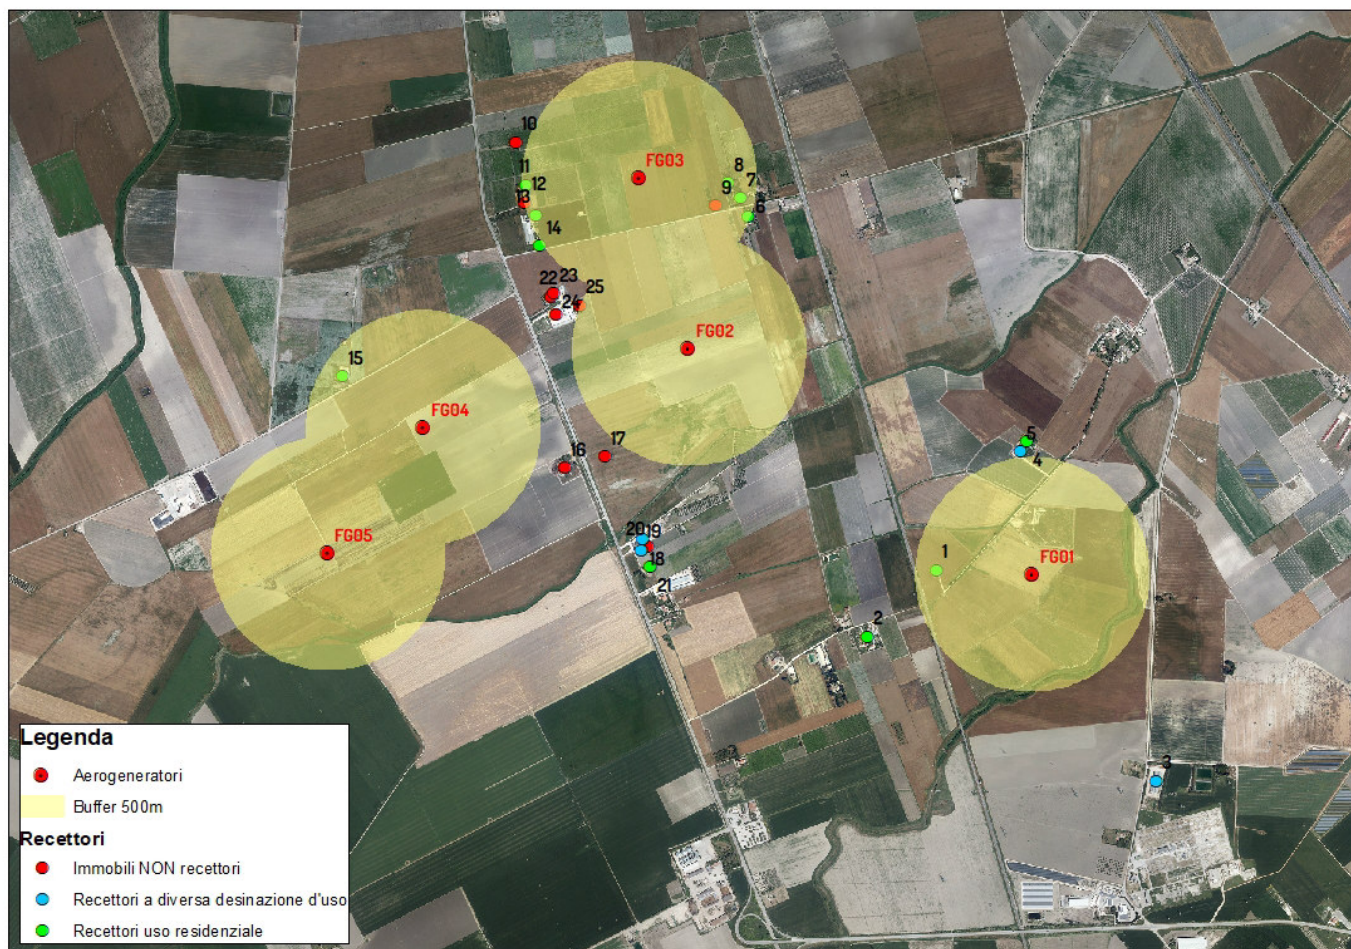 10
FG03
11
8
12
7
13
9
6
14
22 23
25
24
FG02
15
FG04
17
16
5
4
20 19
FG05
1
FG01
18
21
2
3
Legenda
Aerogeneratori
Buffer 500m
Recettori
Immobili NON recettori
Recettori a diversa desinazione d'uso
Recettori uso residenziale